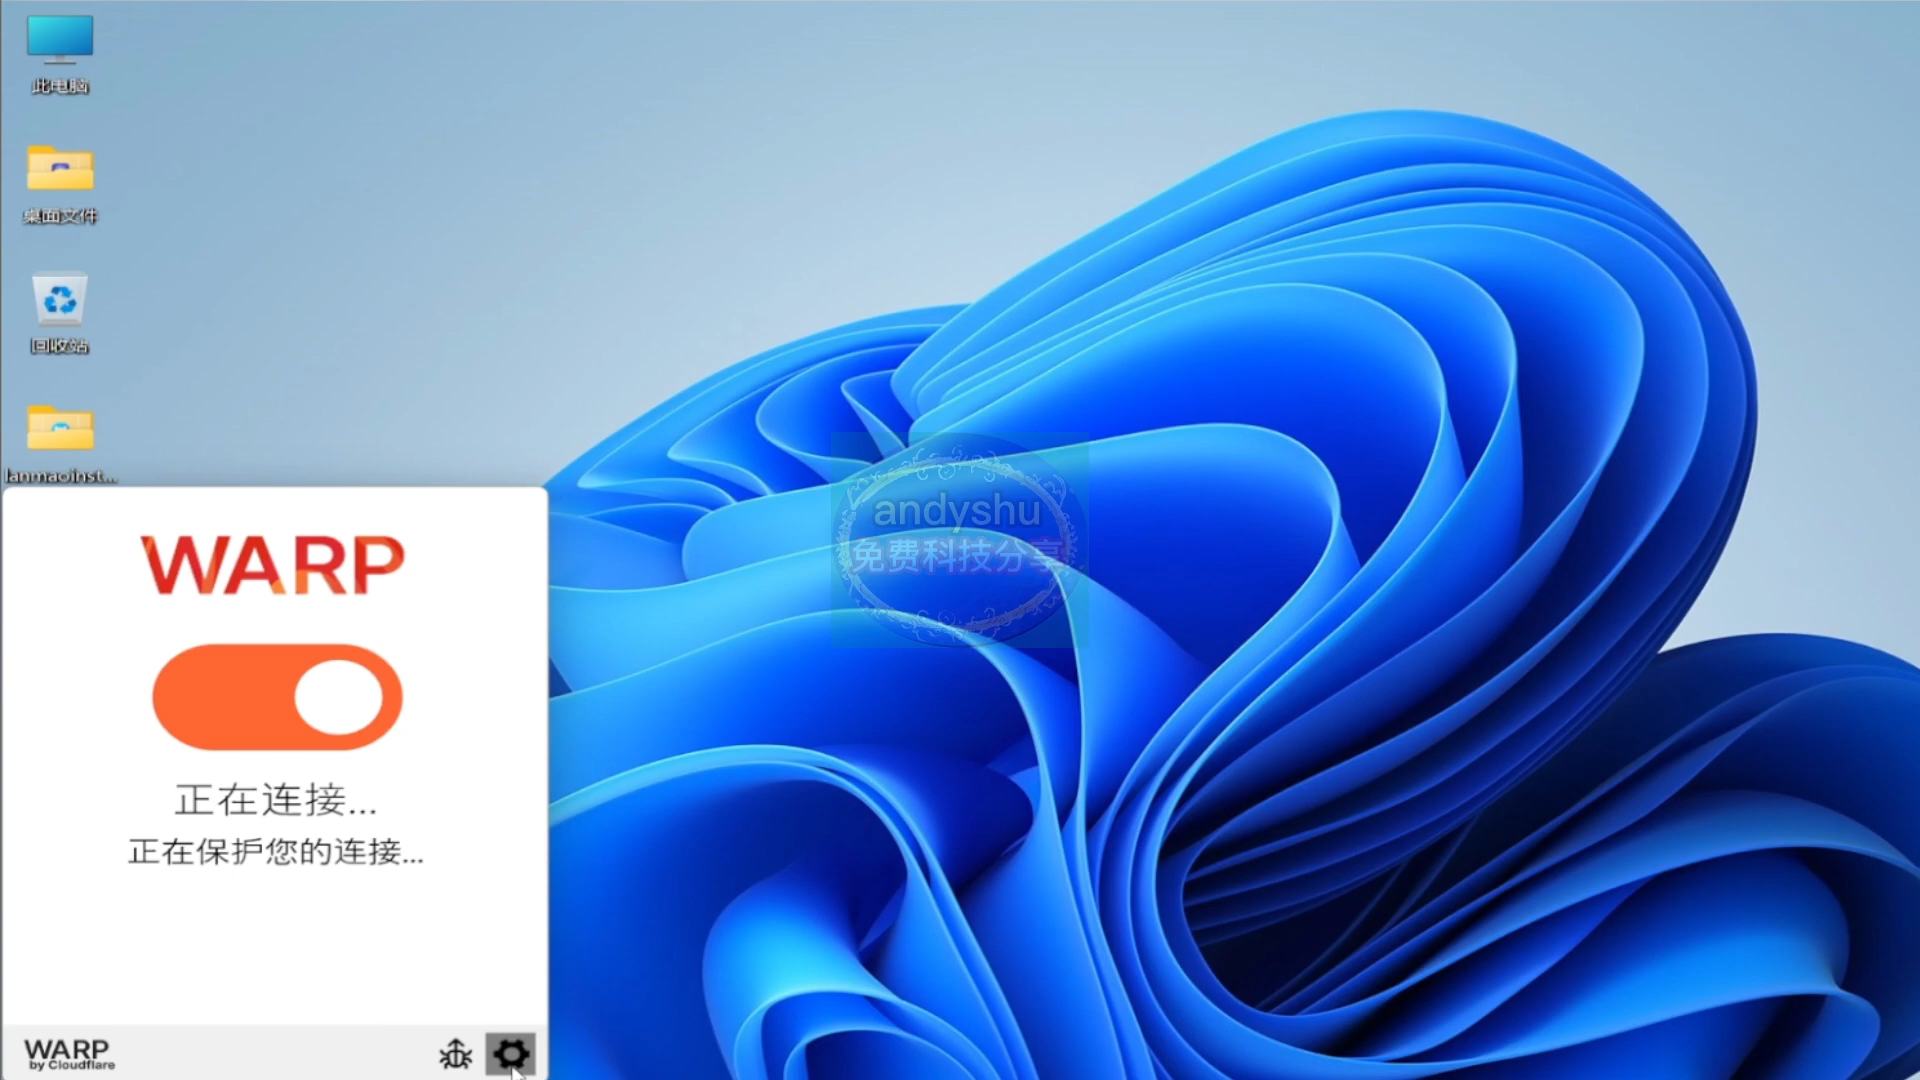 此电脑
桌面文件
回收站
lanmaoinst...
WARP
正在连接...
正在保护您的连接...
WARP
by Cloudflare
andyshu
免费科技分享